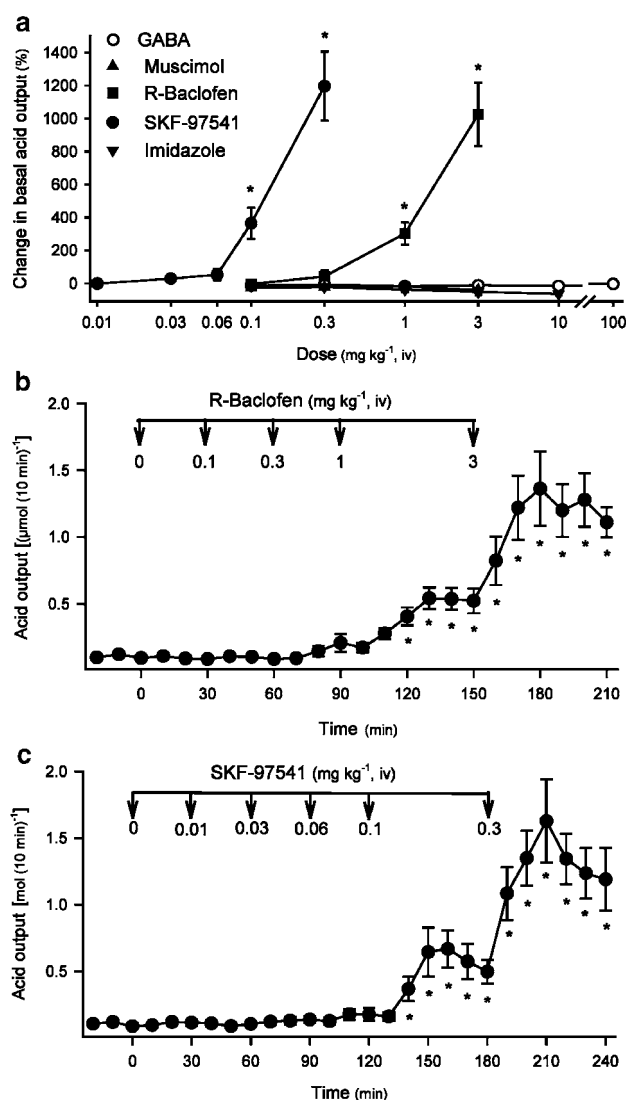 a
GABA
Muscimol
R-Baclofen
SKF-97541
Imidazole
Change in basal acid output (%)
1400
1200
1000
800
600
400
200
0
* * * *
0.01 0.03 0.06 0.1 0.3 1 3 10 100
Dose (mg kg⁻¹, iv)
b
R-Baclofen (mg kg⁻¹, iv)
0 0.1 0.3 1 3
Acid output [(μmol (10 min)⁻¹]
2.0
1.5
1.0
0.5
* * * * * * * * * *
0 30 60 90 120 150 180 210
Time (min)
c
SKF-97541 (mg kg⁻¹, iv)
0 0.01 0.03 0.06 0.1 0.3
Acid output [mol (10 min)⁻¹]
2.0
1.5
1.0
0.5
* * * * * * * * * * *
0 30 60 90 120 150 180 210 240
Time (min)